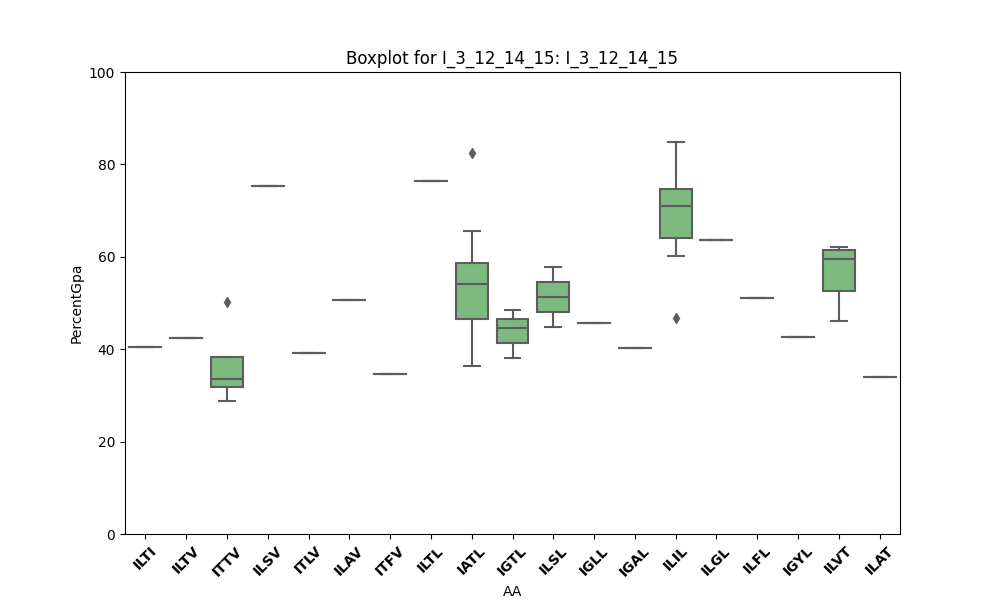 Boxplot for I_3_12_14_15: I_3_12_14_15
100
80
60
40
20
0
PercentGpa
ILTI ILTV ITTV ILSV ITLV ILAV ITFV ILTL IATL IGTL ILSL IGLL IGAL ILIL ILGL ILFL IGYL ILVT ILAT
AA